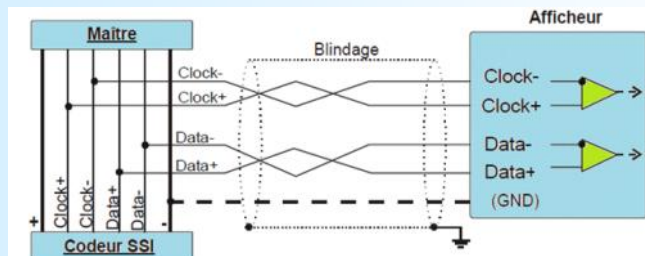 Afficheur
Maître
Blindage
Clock-
Clock+
Data-
Data+
Clock-
Clock+
Data-
Data+
(GND)
+
Clock+
Clock-
Data+
Data-
-
Codeur SSI